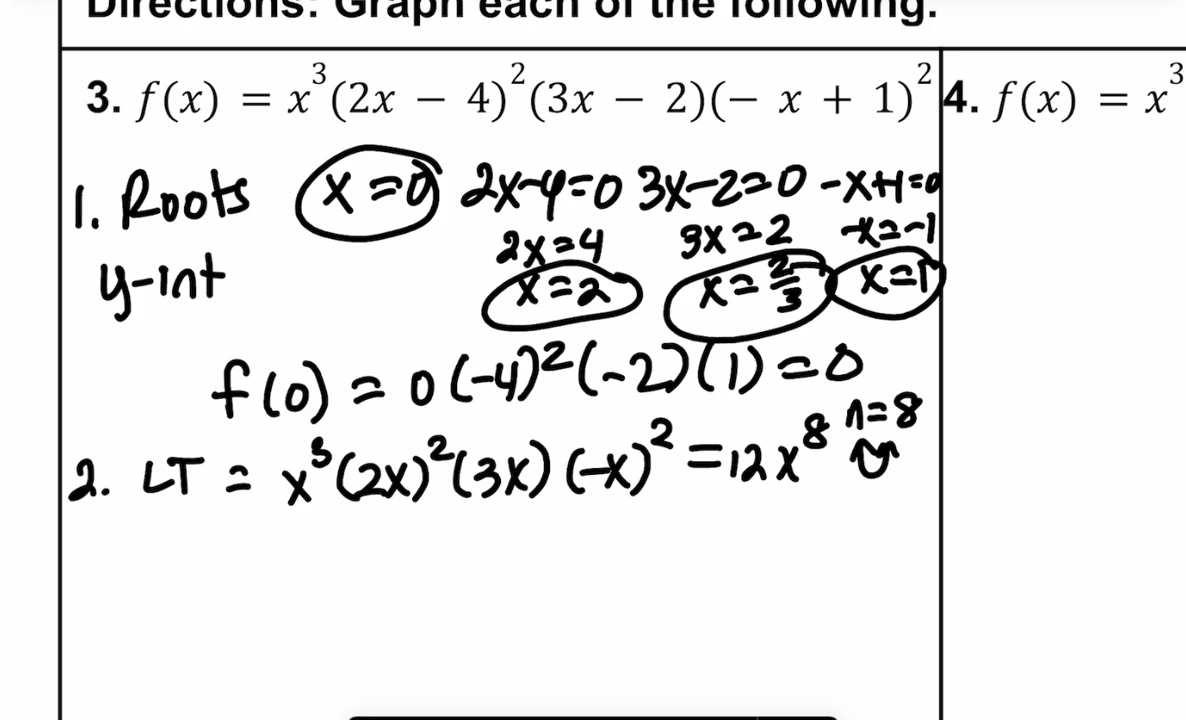 Directions: Graph each of the following.
3. f(x) = x³(2x − 4)²(3x − 2)(− x + 1)²
4. f(x) = x³
1. Roots x=0 2x-4=0 3x-2=0 -x+1=0
2x=4 3x=2 -x=-1
y-int x=2 x=2/3 x=1
f(0) = 0(-4)²(-2)(1)=0
n=8
2. LT = x³(2x)²(3x)(-x)²=12x⁸